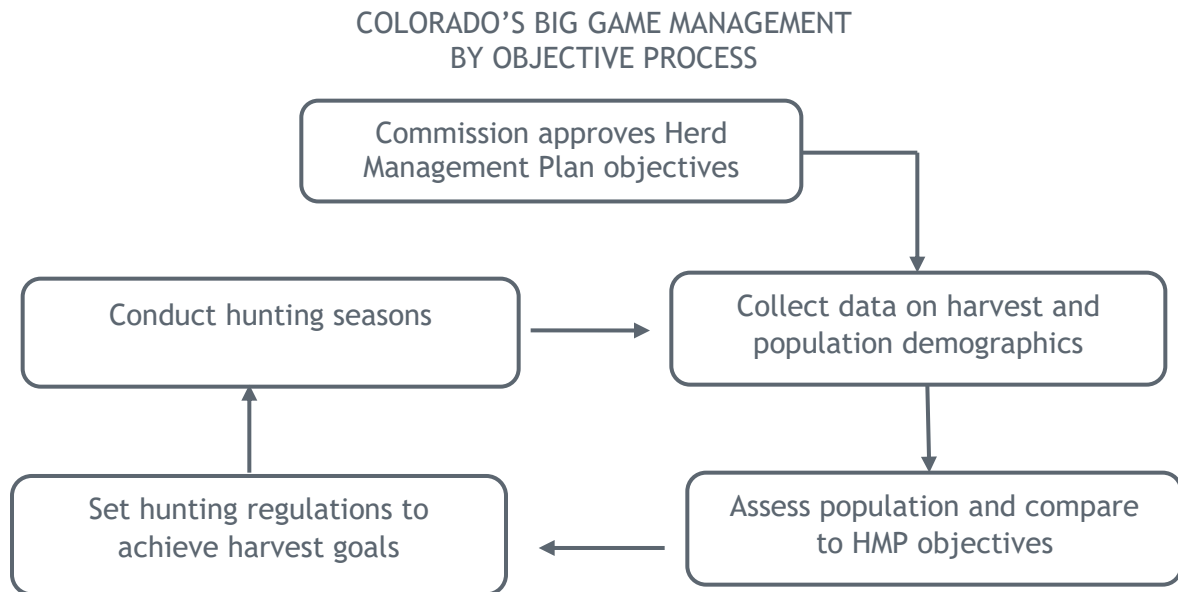 COLORADO’S BIG GAME MANAGEMENT
BY OBJECTIVE PROCESS
Commission approves Herd
Management Plan objectives
Conduct hunting seasons
Collect data on harvest and
population demographics
Set hunting regulations to
achieve harvest goals
Assess population and compare
to HMP objectives